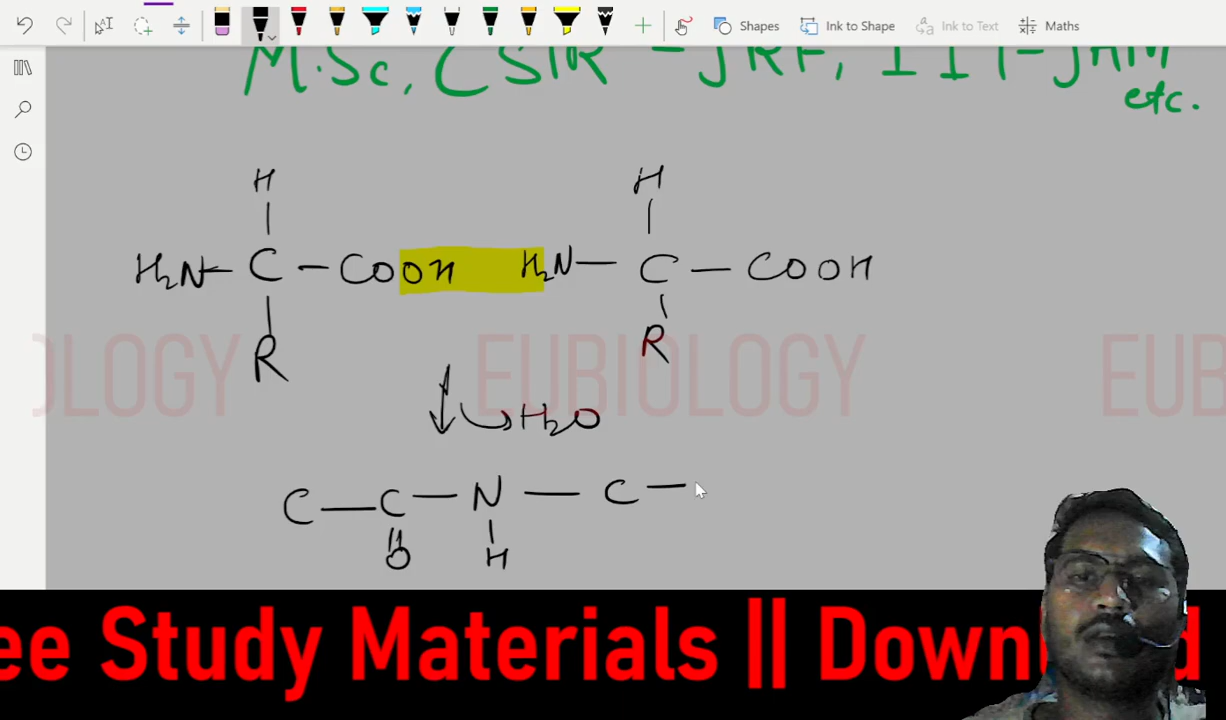 Shapes Ink to Shape Ink to Text Maths
M.Sc, CSIR-JRF, IIT-JAM
etc.
H H
H₂N-C-COOH H₂N-C-COOH
R R
OLOGY EUBIOLOGY EUB
H₂O
C-C-N-C-
O H
ee Study Materials || Down